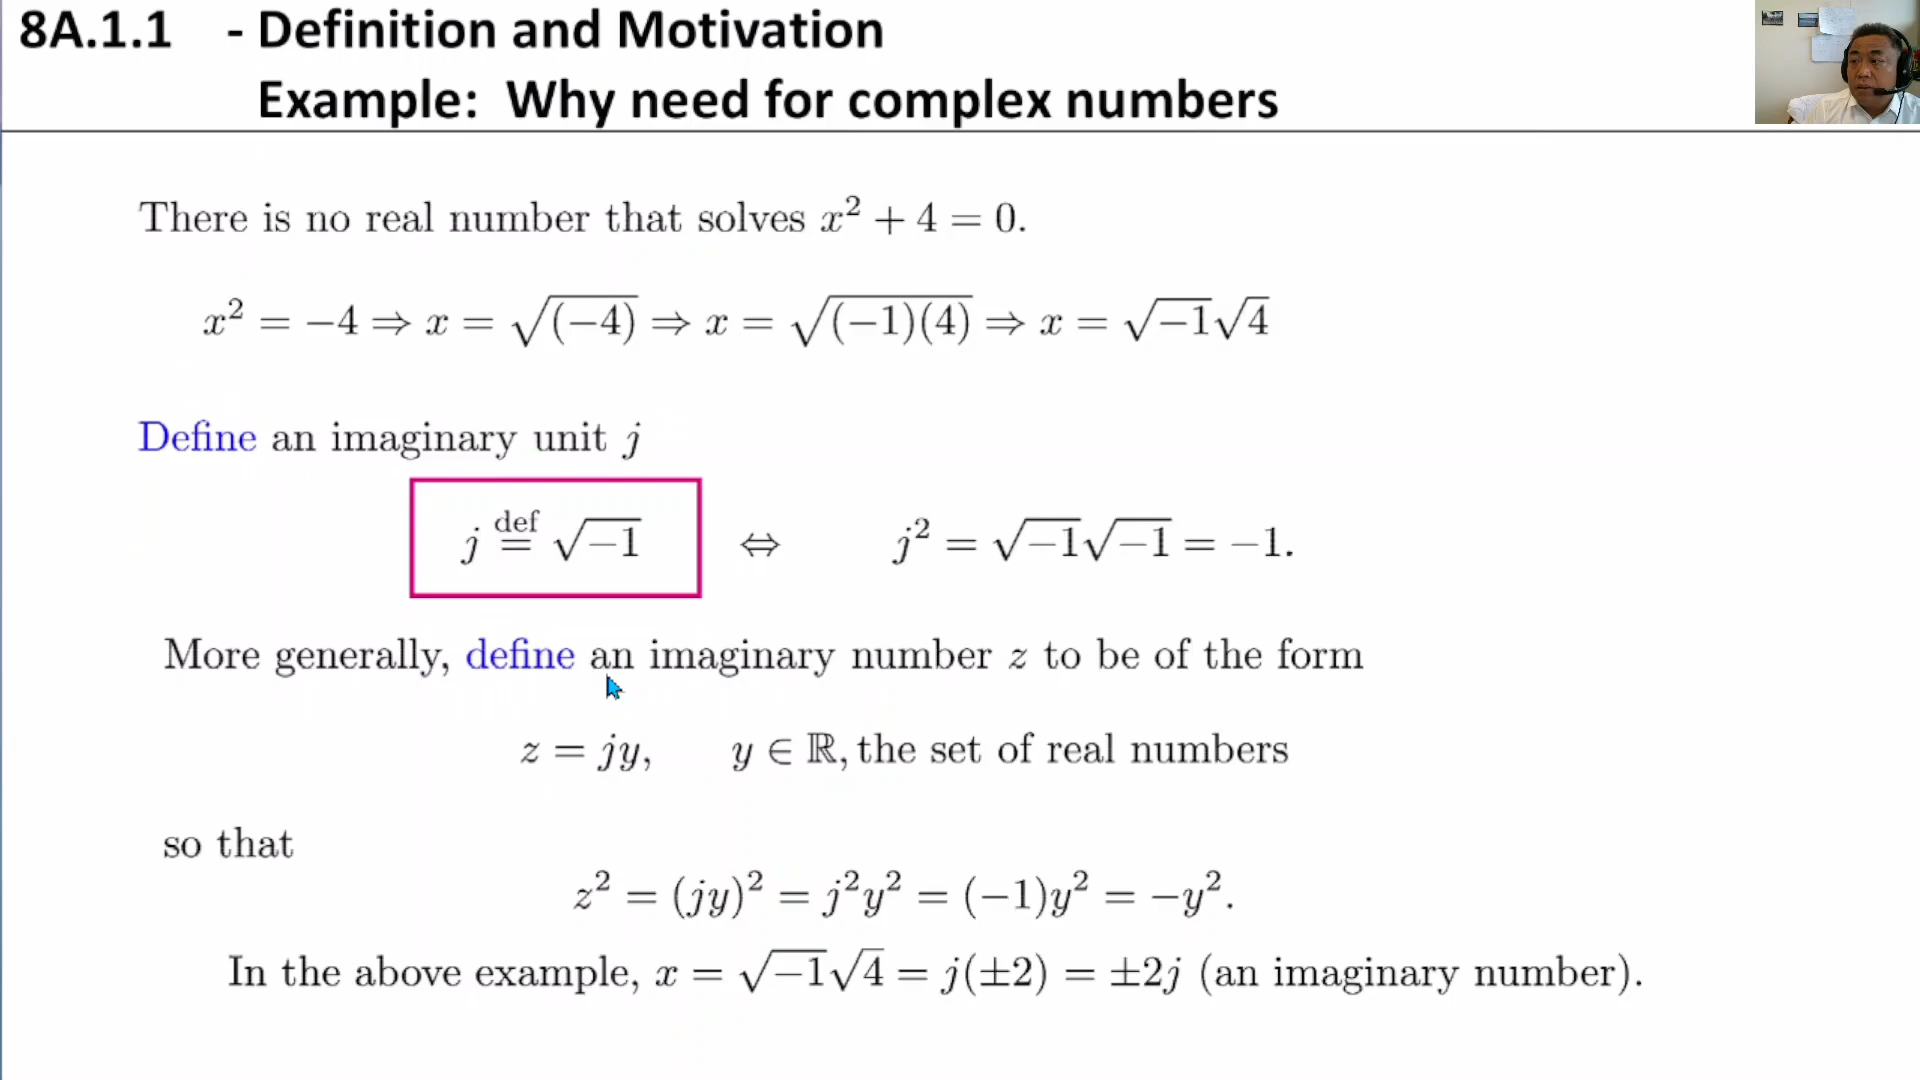 8A.1.1 - Definition and Motivation
Example: Why need for complex numbers
There is no real number that solves x² + 4 = 0.
x² = −4 ⇒ x = √(−4) ⇒ x = √(−1)(4) ⇒ x = √−1√4
Define an imaginary unit j
j def= √−1 ⇔ j² = √−1√−1 = −1.
More generally, define an imaginary number z to be of the form
z = jy, y ∈ ℝ, the set of real numbers
so that
z² = (jy)² = j²y² = (−1)y² = −y².
In the above example, x = √−1√4 = j(±2) = ±2j (an imaginary number).